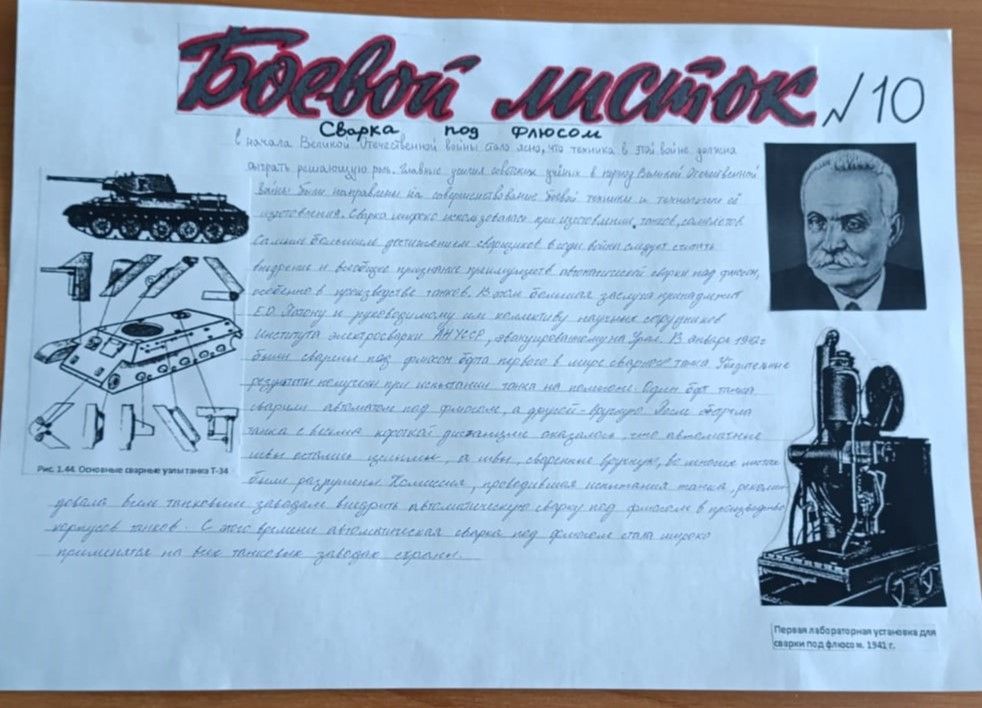 Боевой листок №10
Сварка под флюсом
в начала Великой Отечественной войны стало ясно, что техника в этой войне должна
сыграть решающую роль. Главные усилия советских учёных в период Великой Отечественной
войны были направлены на совершенствование боевой техники и технологии её
изготовления. Сварка широко использовалась при изготовлении танков, самолетов
Самым большим достижением сварщиков в годы войны следует считать
внедрение и всеобщее признание преимуществ автоматической сварки под флюсом,
особенно в производстве танков. В этом большая заслуга принадлежит
Е.О. Патону и руководимому им коллективу научных сотрудников
Института электросварки АН УССР, эвакуированному на Урал. В январе 1942г
были сварены под флюсом борта первого в мире сварного танка. Убедительные
результаты получены при испытании танка на полигоне. Один борт танка
сварили автоматом под флюсом, а другой - вручную. После обстрела
танка с весьма короткой дистанции оказалось, что автоматные
швы остались целыми, а швы, сваренные вручную, во многих местах
были разрушены. Комиссия, проводившая испытания танка, рекомен-
довала всем танковым заводам внедрить автоматическую сварку под флюсом в производство
корпусов танков. С этого времени автоматическая сварка под флюсом стала широко
применятся на всех танковых заводах страны.
Рис. 1.44. Основные сварные узлы танка Т-34
Первая лабораторная установка для
сварки под флюсом. 1941 г.